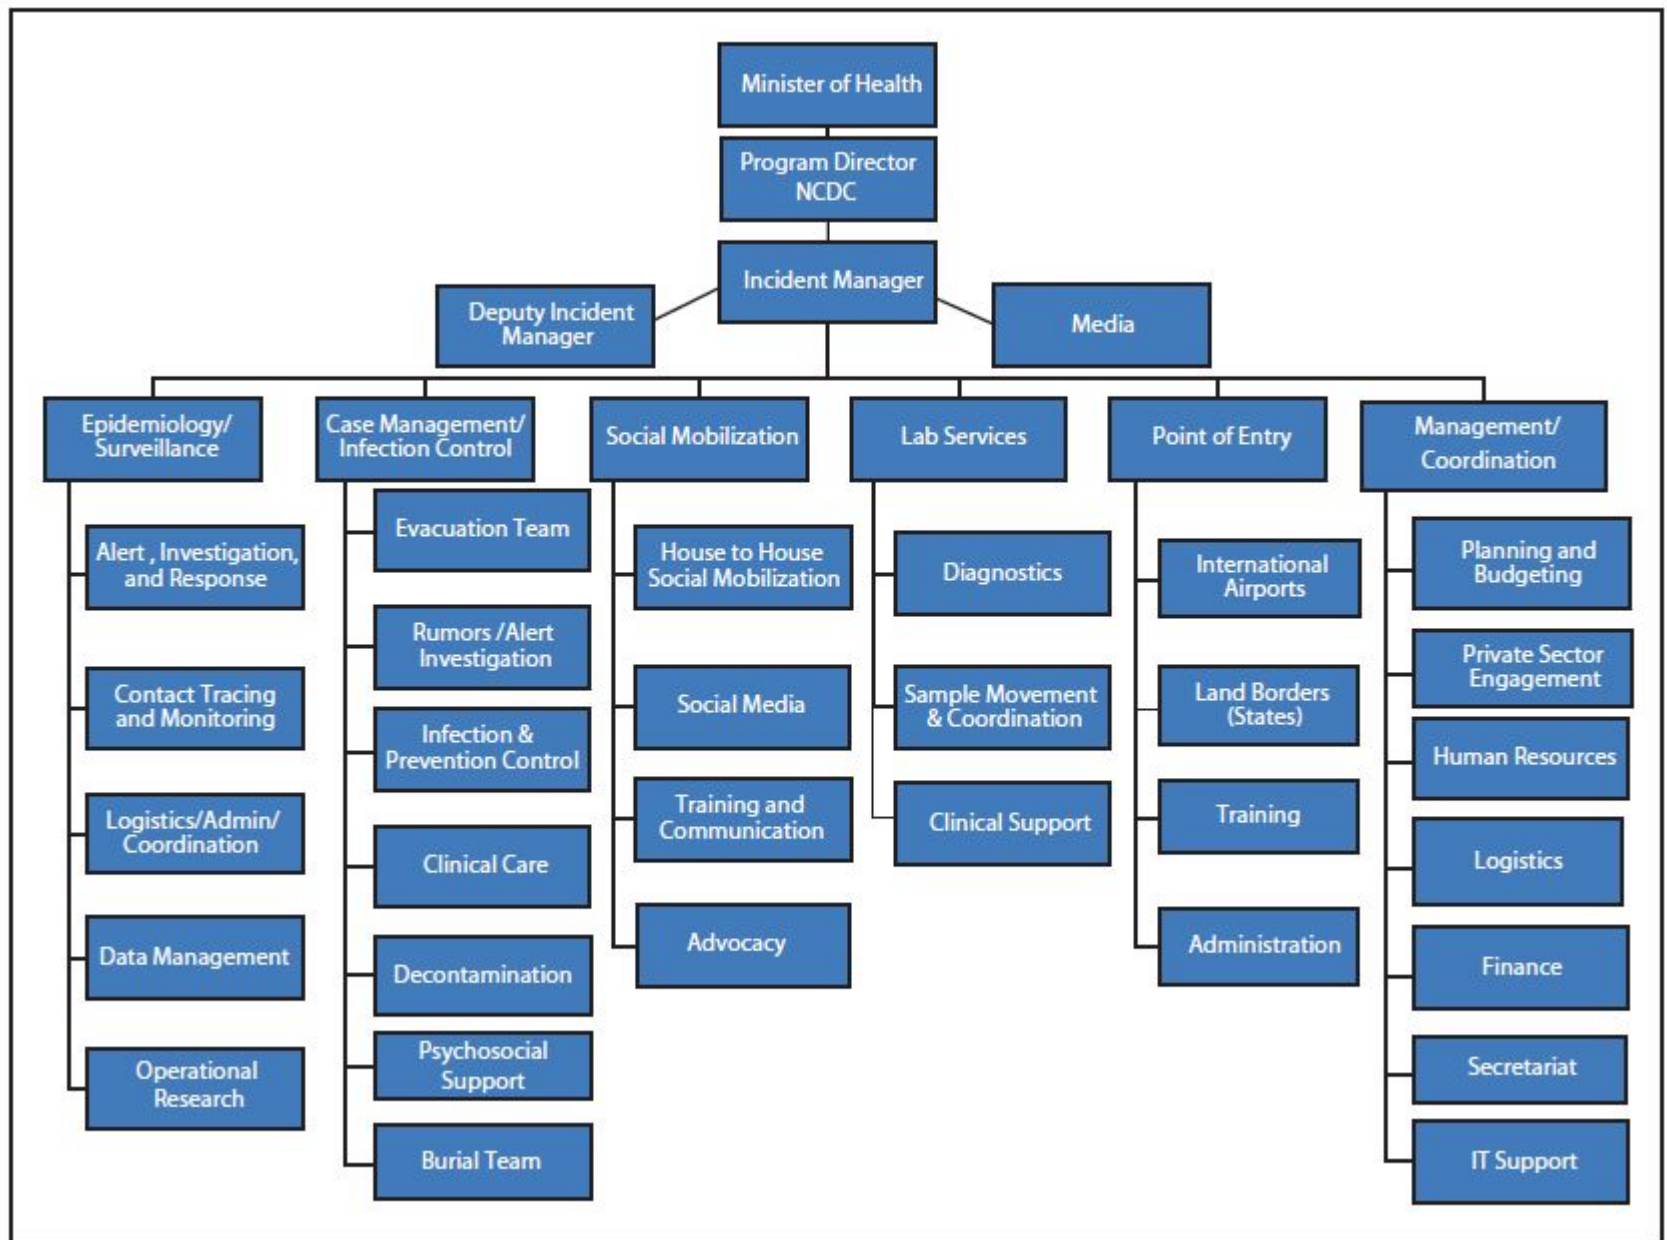 Minister of Health
Program Director
NCDC
Incident Manager
Deputy Incident
Manager
Media
Epidemiology/
Surveillance
Alert , Investigation,
and Response
Contact Tracing
and Monitoring
Logistics/Admin/
Coordination
Data Management
Operational
Research
Case Management/
Infection Control
Evacuation Team
Rumors /Alert
Investigation
Infection &
Prevention Control
Clinical Care
Decontamination
Psychosocial
Support
Burial Team
Social Mobilization
House to House
Social Mobilization
Social Media
Training and
Communication
Advocacy
Lab Services
Diagnostics
Sample Movement
& Coordination
Clinical Support
Point of Entry
International
Airports
Land Borders
(States)
Training
Administration
Management/
Coordination
Planning and
Budgeting
Private Sector
Engagement
Human Resources
Logistics
Finance
Secretariat
IT Support